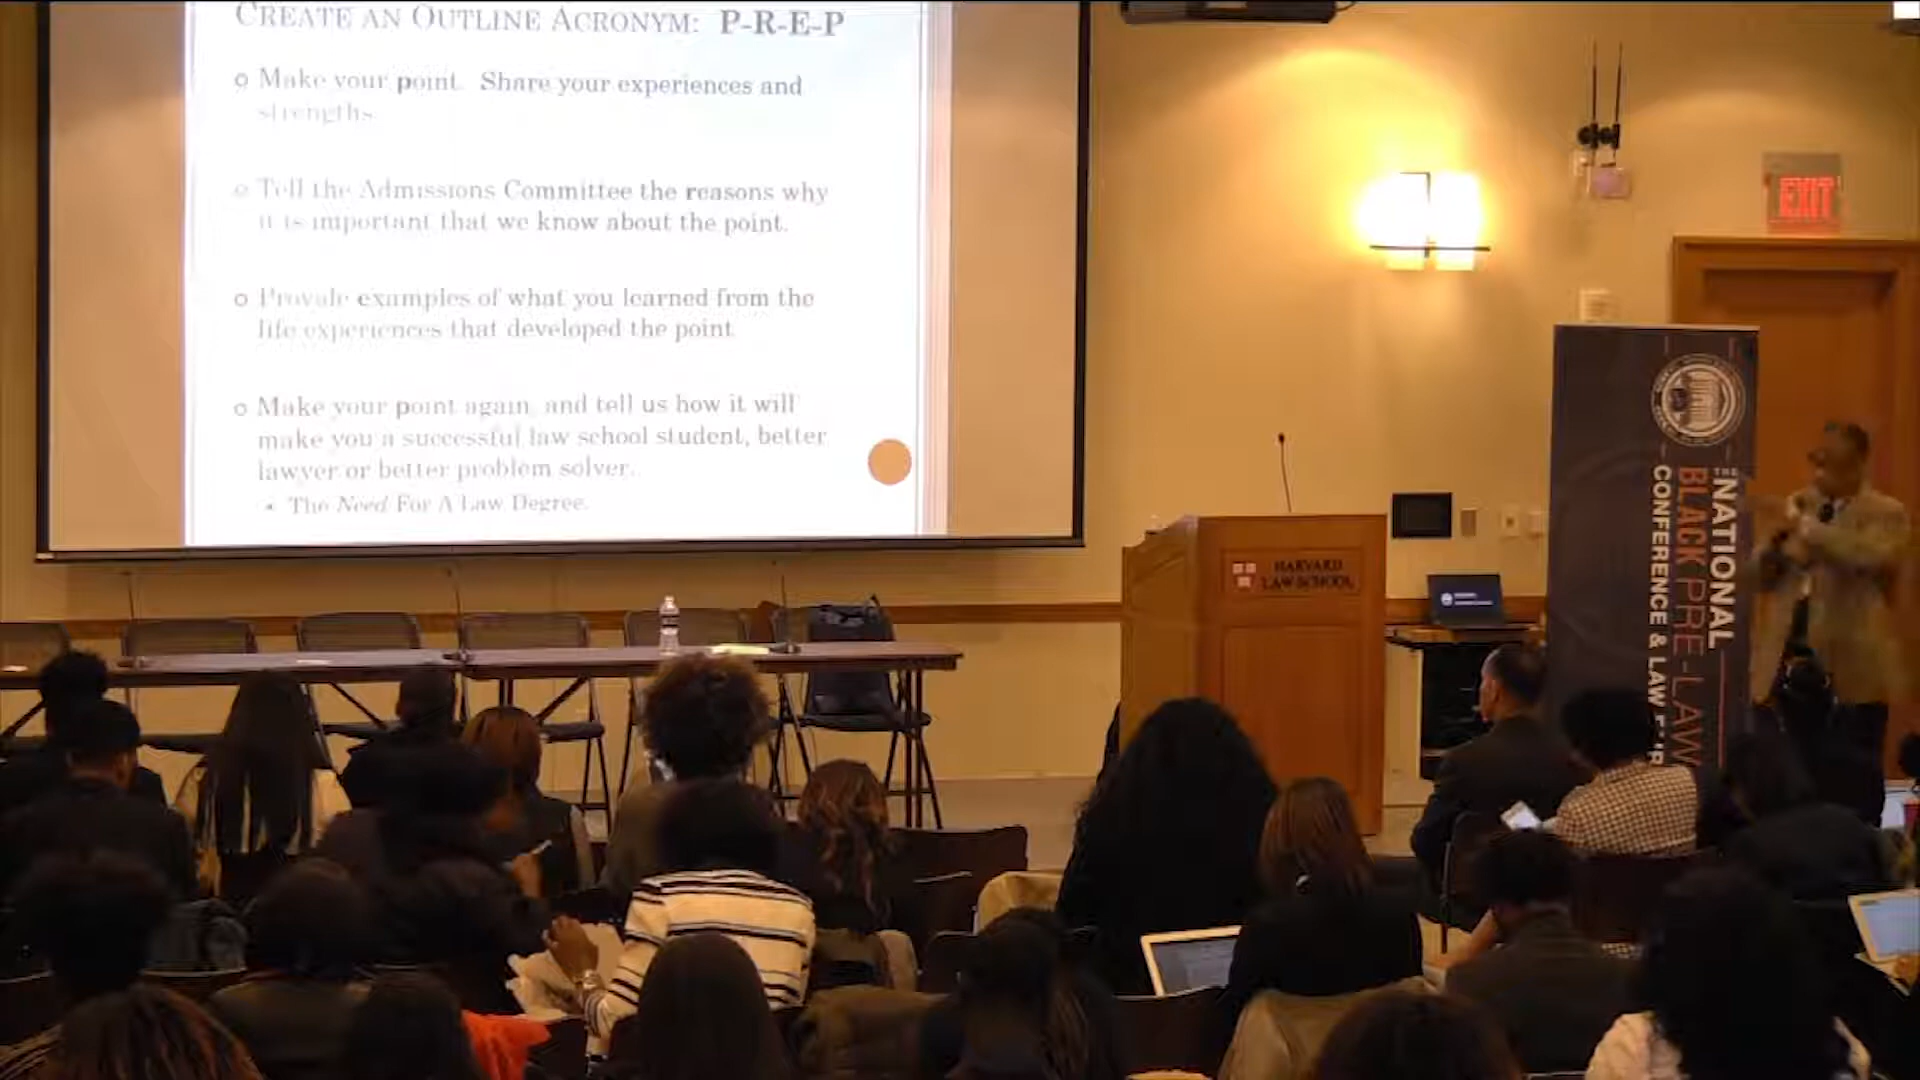 CREATE AN OUTLINE ACRONYM: P-R-E-P
Make your point. Share your experiences and
strengths.
Tell the Admissions Committee the reasons why
it is important that we know about the point.
Provide examples of what you learned from the
life experiences that developed the point
Make your point again, and tell us how it will
make you a successful law school student, better
lawyer or better problem solver.
The Need For A Law Degree.
EXIT
HARVARD
LAW SCHOOL
THE NATIONAL
BLACK PRE-LAW
CONFERENCE & LAW